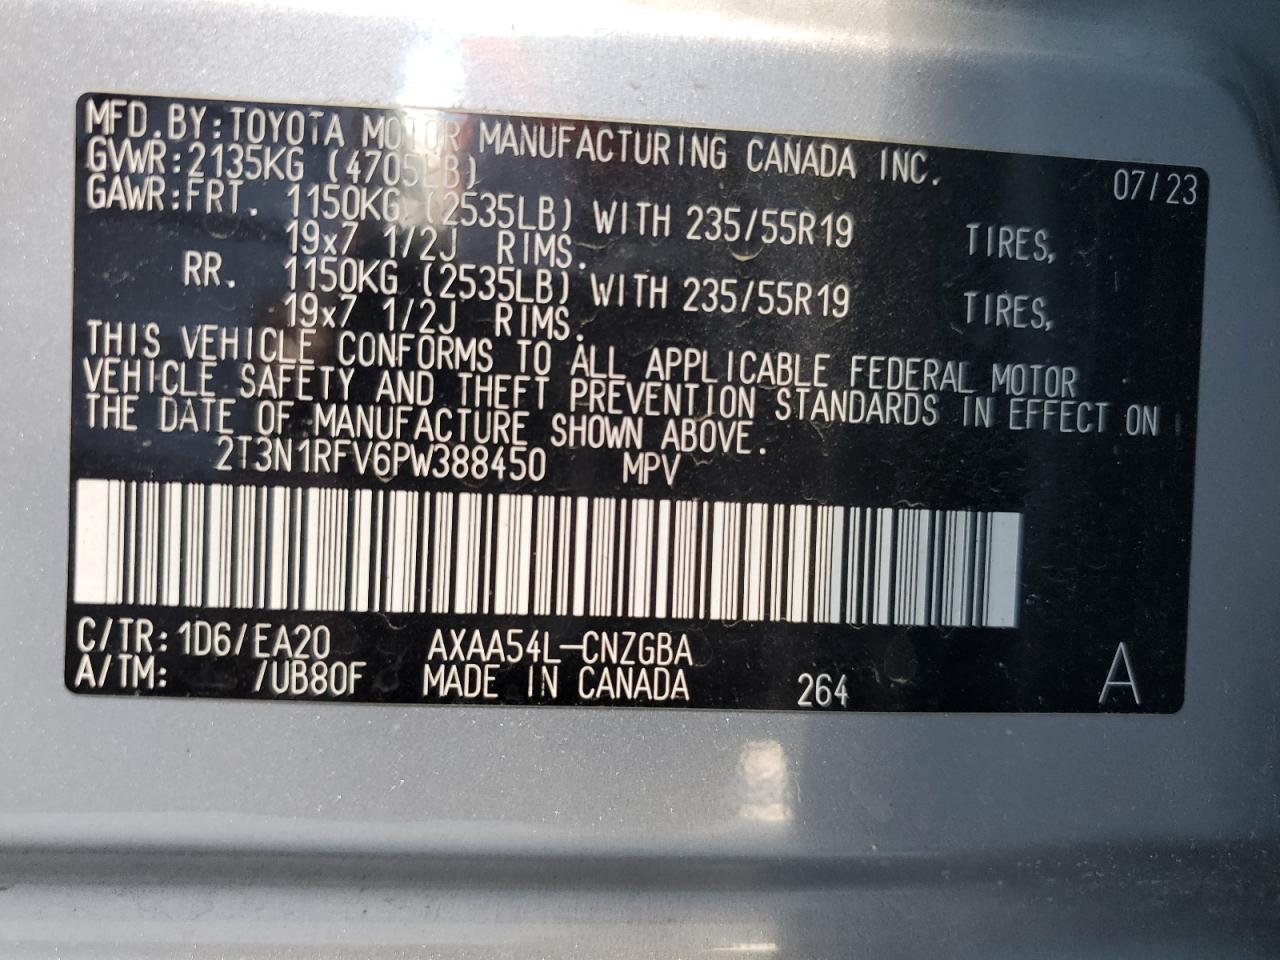 MFD.BY:TOYOTA MOTOR MANUFACTURING CANADA INC. 07/23
GVWR:2135KG (4705LB)
GAWR:FRT. 1150KG (2535LB) WITH 235/55R19 TIRES,
19x7 1/2J RIMS.
RR. 1150KG (2535LB) WITH 235/55R19 TIRES,
19x7 1/2J RIMS.
THIS VEHICLE CONFORMS TO ALL APPLICABLE FEDERAL MOTOR
VEHICLE SAFETY AND THEFT PREVENTION STANDARDS IN EFFECT ON
THE DATE OF MANUFACTURE SHOWN ABOVE.
2T3N1RFV6PW388450 MPV
C/TR:1D6/EA20 AXAA54L-CNZGBA
A/TM: /UB80F MADE IN CANADA 264 A